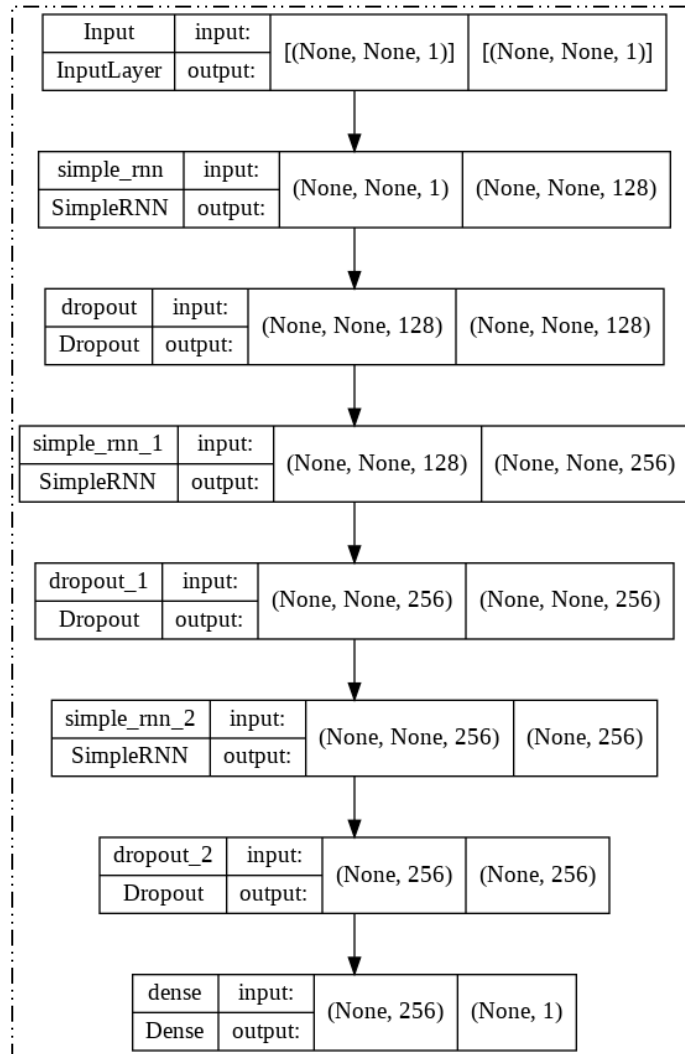 Input input: [(None, None, 1)] [(None, None, 1)]
InputLayer output:
simple_rnn input: (None, None, 1) (None, None, 128)
SimpleRNN output:
dropout input: (None, None, 128) (None, None, 128)
Dropout output:
simple_rnn_1 input: (None, None, 128) (None, None, 256)
SimpleRNN output:
dropout_1 input: (None, None, 256) (None, None, 256)
Dropout output:
simple_rnn_2 input: (None, None, 256) (None, 256)
SimpleRNN output:
dropout_2 input: (None, 256) (None, 256)
Dropout output:
dense input: (None, 256) (None, 1)
Dense output: